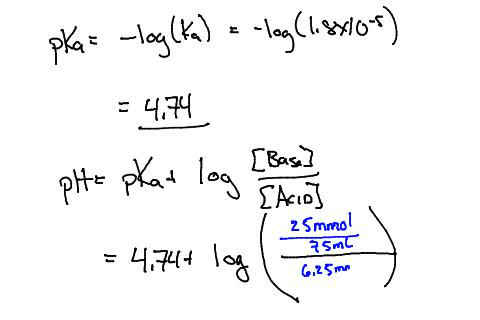 pKa = -log(Ka) = -log(1.8x10⁻⁵)
= 4.74
pH = pKa + log [Base]
[ACID]
= 4.74 + log ( 25mmol
75mL
6.25mm )